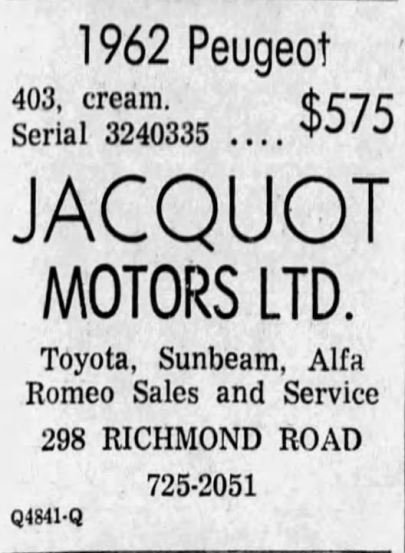 1962 Peugeot
403, cream.
Serial 3240335 .... $575
JACQUOT
MOTORS LTD.
Toyota, Sunbeam, Alfa
Romeo Sales and Service
298 RICHMOND ROAD
725-2051
Q4841-Q